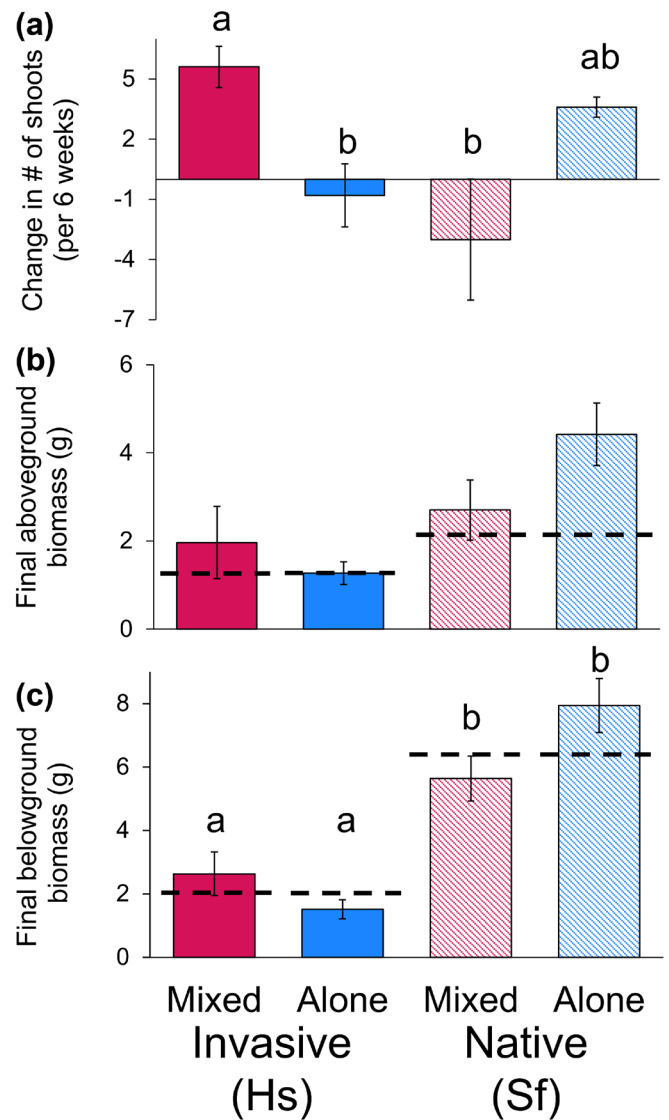 (a)
Change in # of shoots
(per 6 weeks)
5
2
-1
-4
-7
a
b
b
ab
(b)
Final aboveground
biomass (g)
6
4
2
0
(c)
Final belowground
biomass (g)
8
6
4
2
0
a
a
b
b
Mixed Alone Mixed Alone
Invasive Native
(Hs) (Sf)